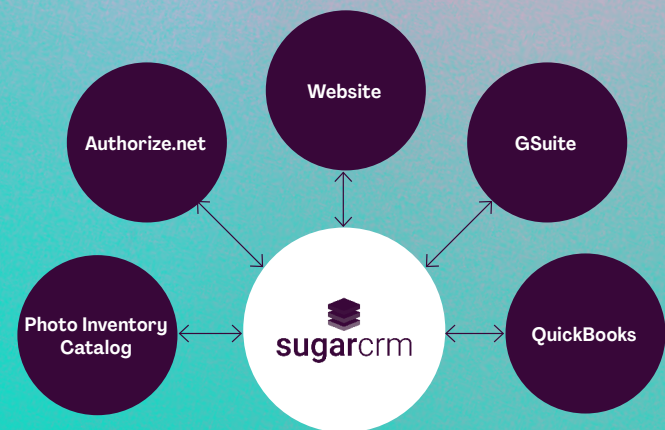 Website
Authorize.net
GSuite
Photo Inventory
Catalog
sugarcrm
QuickBooks